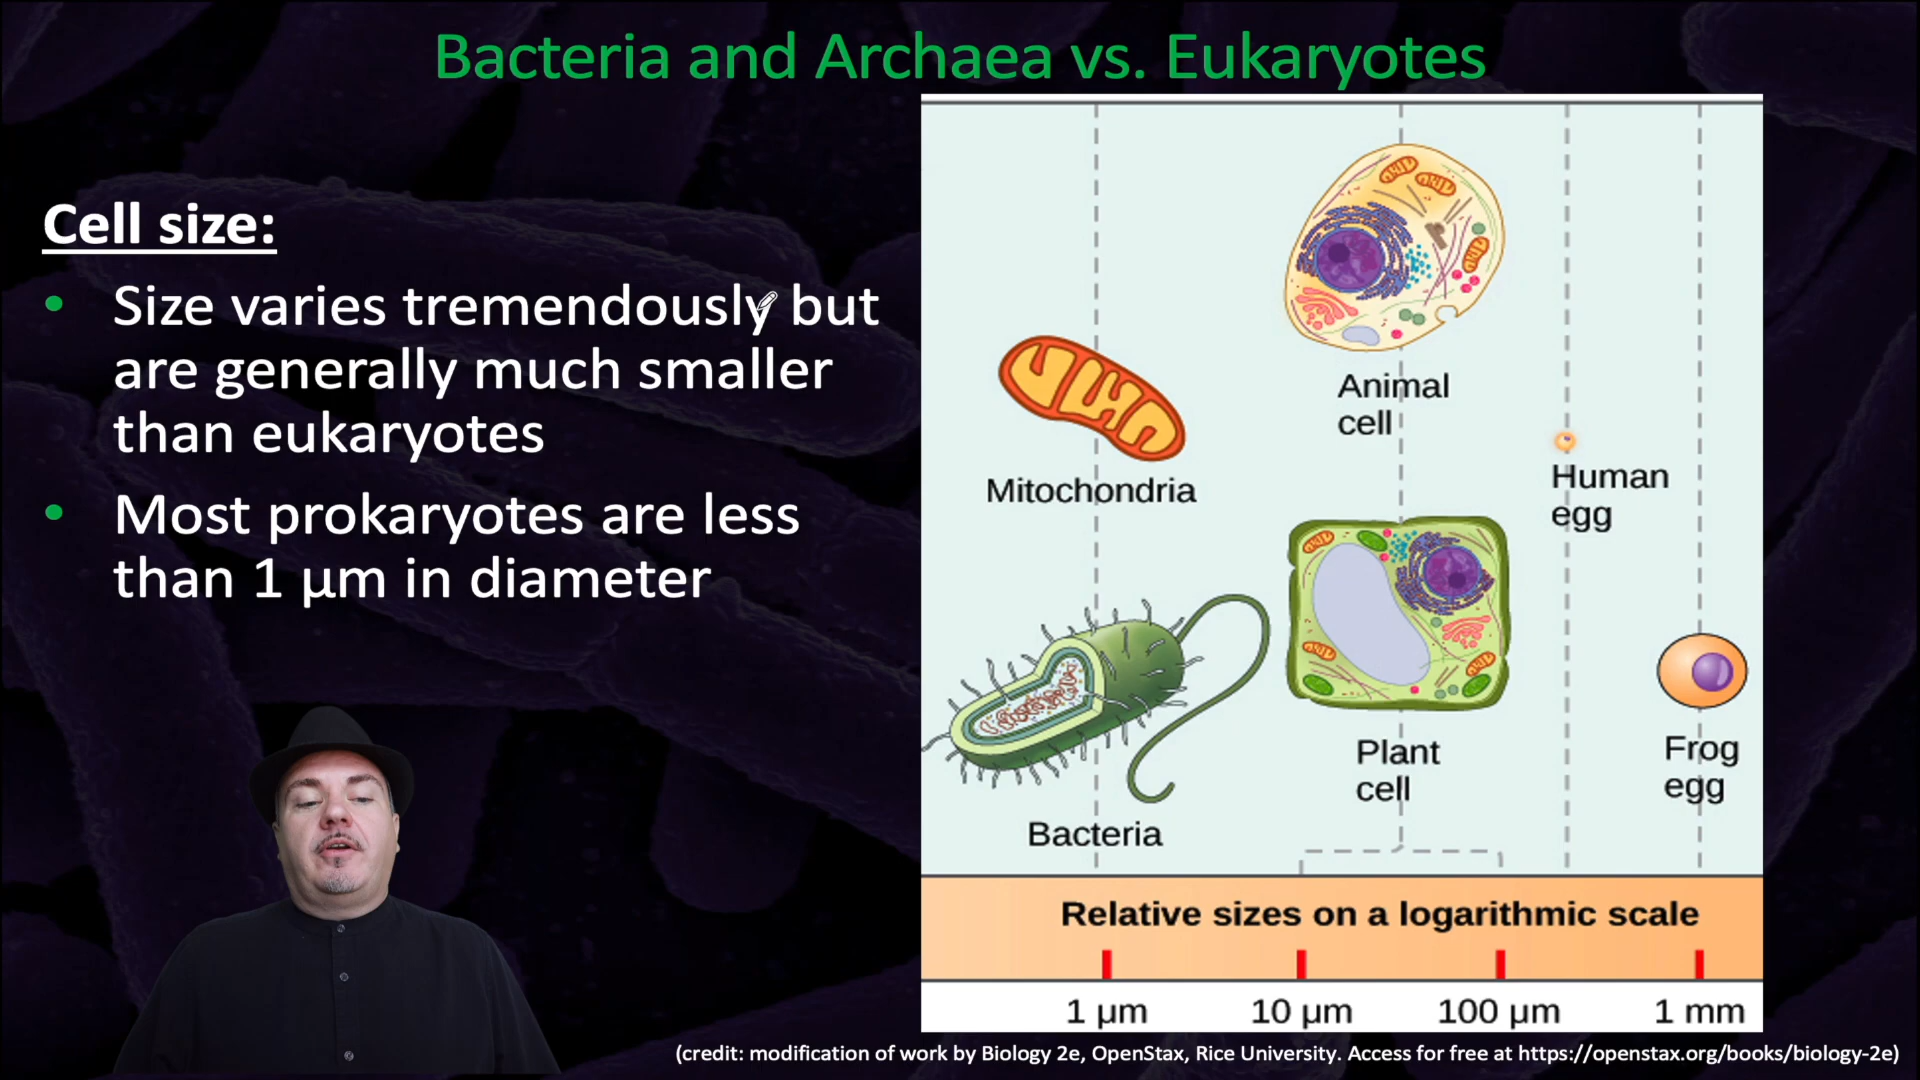 Bacteria and Archaea vs. Eukaryotes
Cell size:
• Size varies tremendously but
are generally much smaller
than eukaryotes
• Most prokaryotes are less
than 1 μm in diameter
Animal
cell
Mitochondria
Human
egg
Plant
cell
Frog
egg
Bacteria
Relative sizes on a logarithmic scale
1 μm 10 μm 100 μm 1 mm
(credit: modification of work by Biology 2e, OpenStax, Rice University. Access for free at https://openstax.org/books/biology-2e)